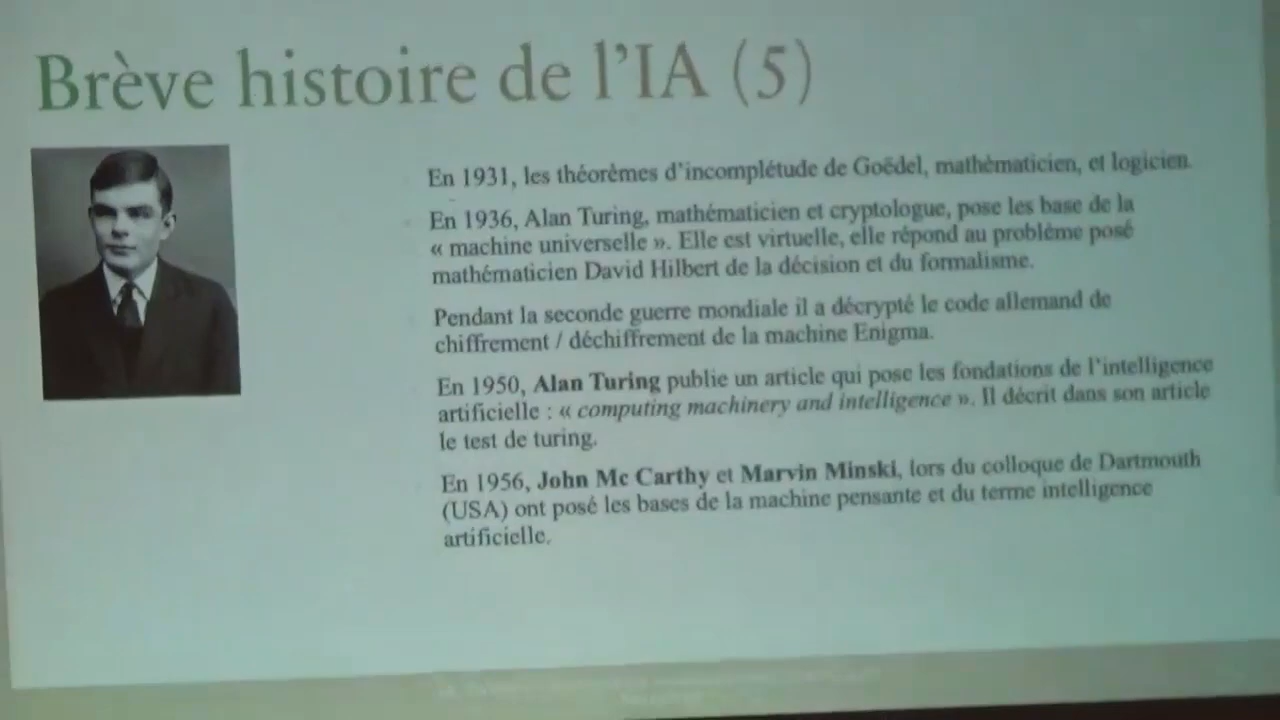 Brève histoire de l'IA (5)
En 1931, les théorèmes d'incomplétude de Goëdel, mathématicien, et logicien.
En 1936, Alan Turing, mathématicien et cryptologue, pose les base de la
« machine universelle ». Elle est virtuelle, elle répond au problème posé
mathématicien David Hilbert de la décision et du formalisme.
Pendant la seconde guerre mondiale il a décrypté le code allemand de
chiffrement / déchiffrement de la machine Enigma.
En 1950, Alan Turing publie un article qui pose les fondations de l'intelligence
artificielle : « computing machinery and intelligence ». Il décrit dans son article
le test de turing.
En 1956, John Mc Carthy et Marvin Minski, lors du colloque de Dartmouth
(USA) ont posé les bases de la machine pensante et du terme intelligence
artificielle.